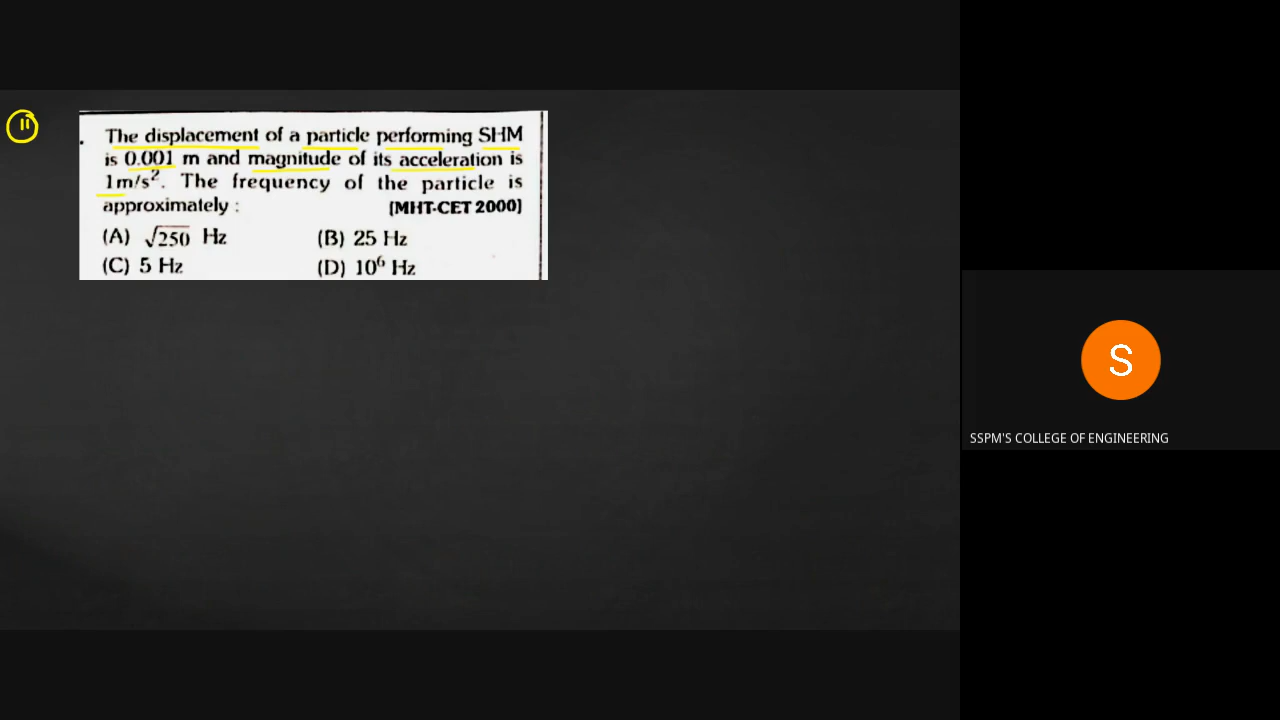 11
The displacement of a particle performing SHM
is 0.001 m and magnitude of its acceleration is
1m/s². The frequency of the particle is
approximately : [MHT-CET 2000]
(A) √250 Hz (B) 25 Hz
(C) 5 Hz (D) 10⁶ Hz
S
SSPM'S COLLEGE OF ENGINEERING